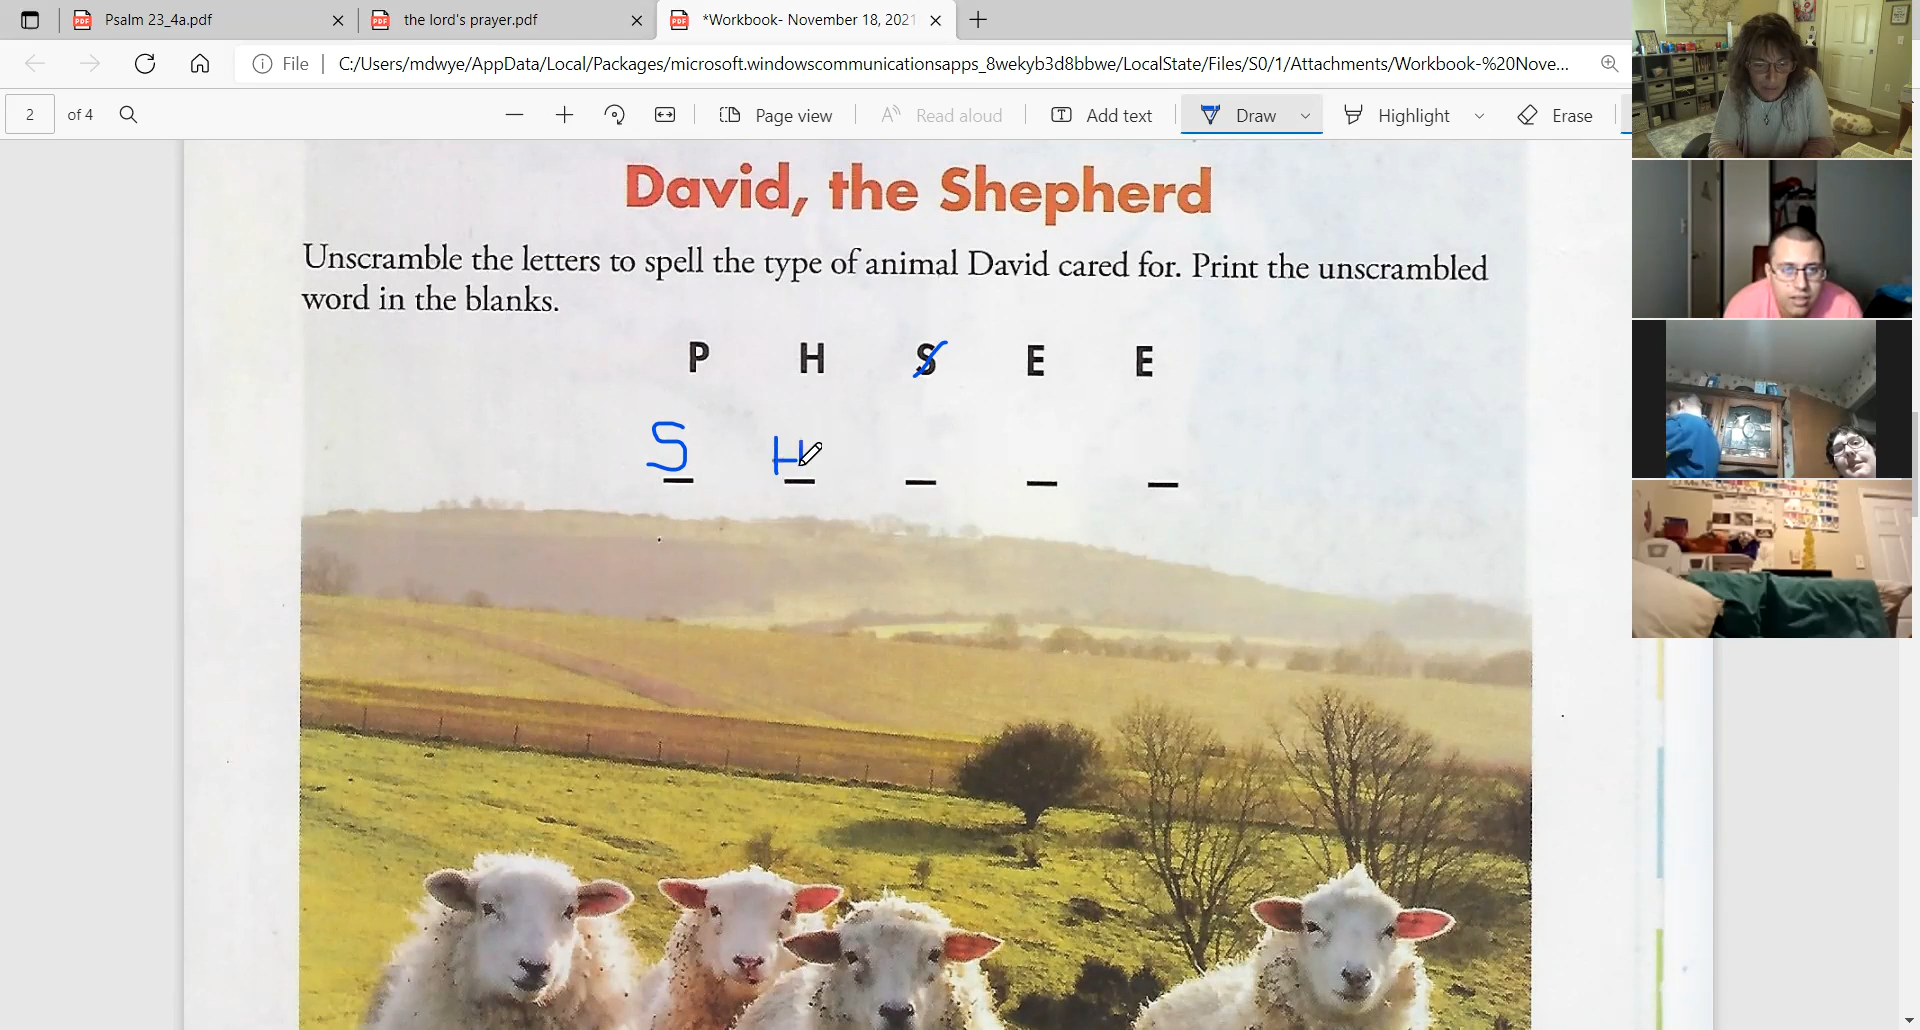 Psalm 23_4a.pdf
the lord's prayer.pdf
*Workbook- November 18, 2021
File
C:/Users/mdwye/AppData/Local/Packages/microsoft.windowscommunicationsapps_8wekyb3d8bbwe/LocalState/Files/S0/1/Attachments/Workbook-%20Nove...
2 of 4
Page view
Read aloud
Add text
Draw
Highlight
Erase
David, the Shepherd
Unscramble the letters to spell the type of animal David cared for. Print the unscrambled
word in the blanks.
P H S E E
S H _ _ _